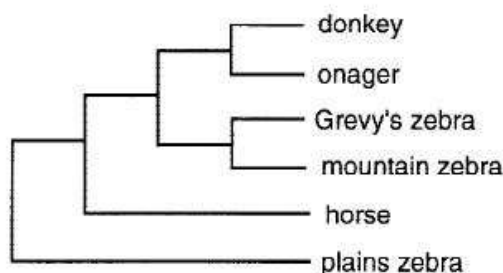 donkey
onager
Grevy's zebra
mountain zebra
horse
plains zebra